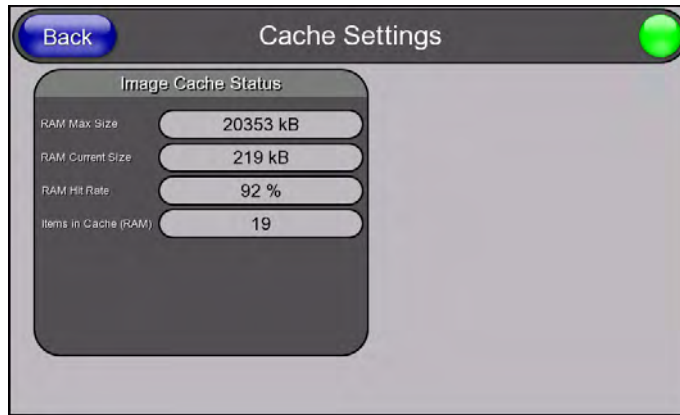 Back
Cache Settings
Image Cache Status
RAM Max Size 20353 kB
RAM Current Size 219 kB
RAM Hit Rate 92 %
Items in Cache (RAM) 19